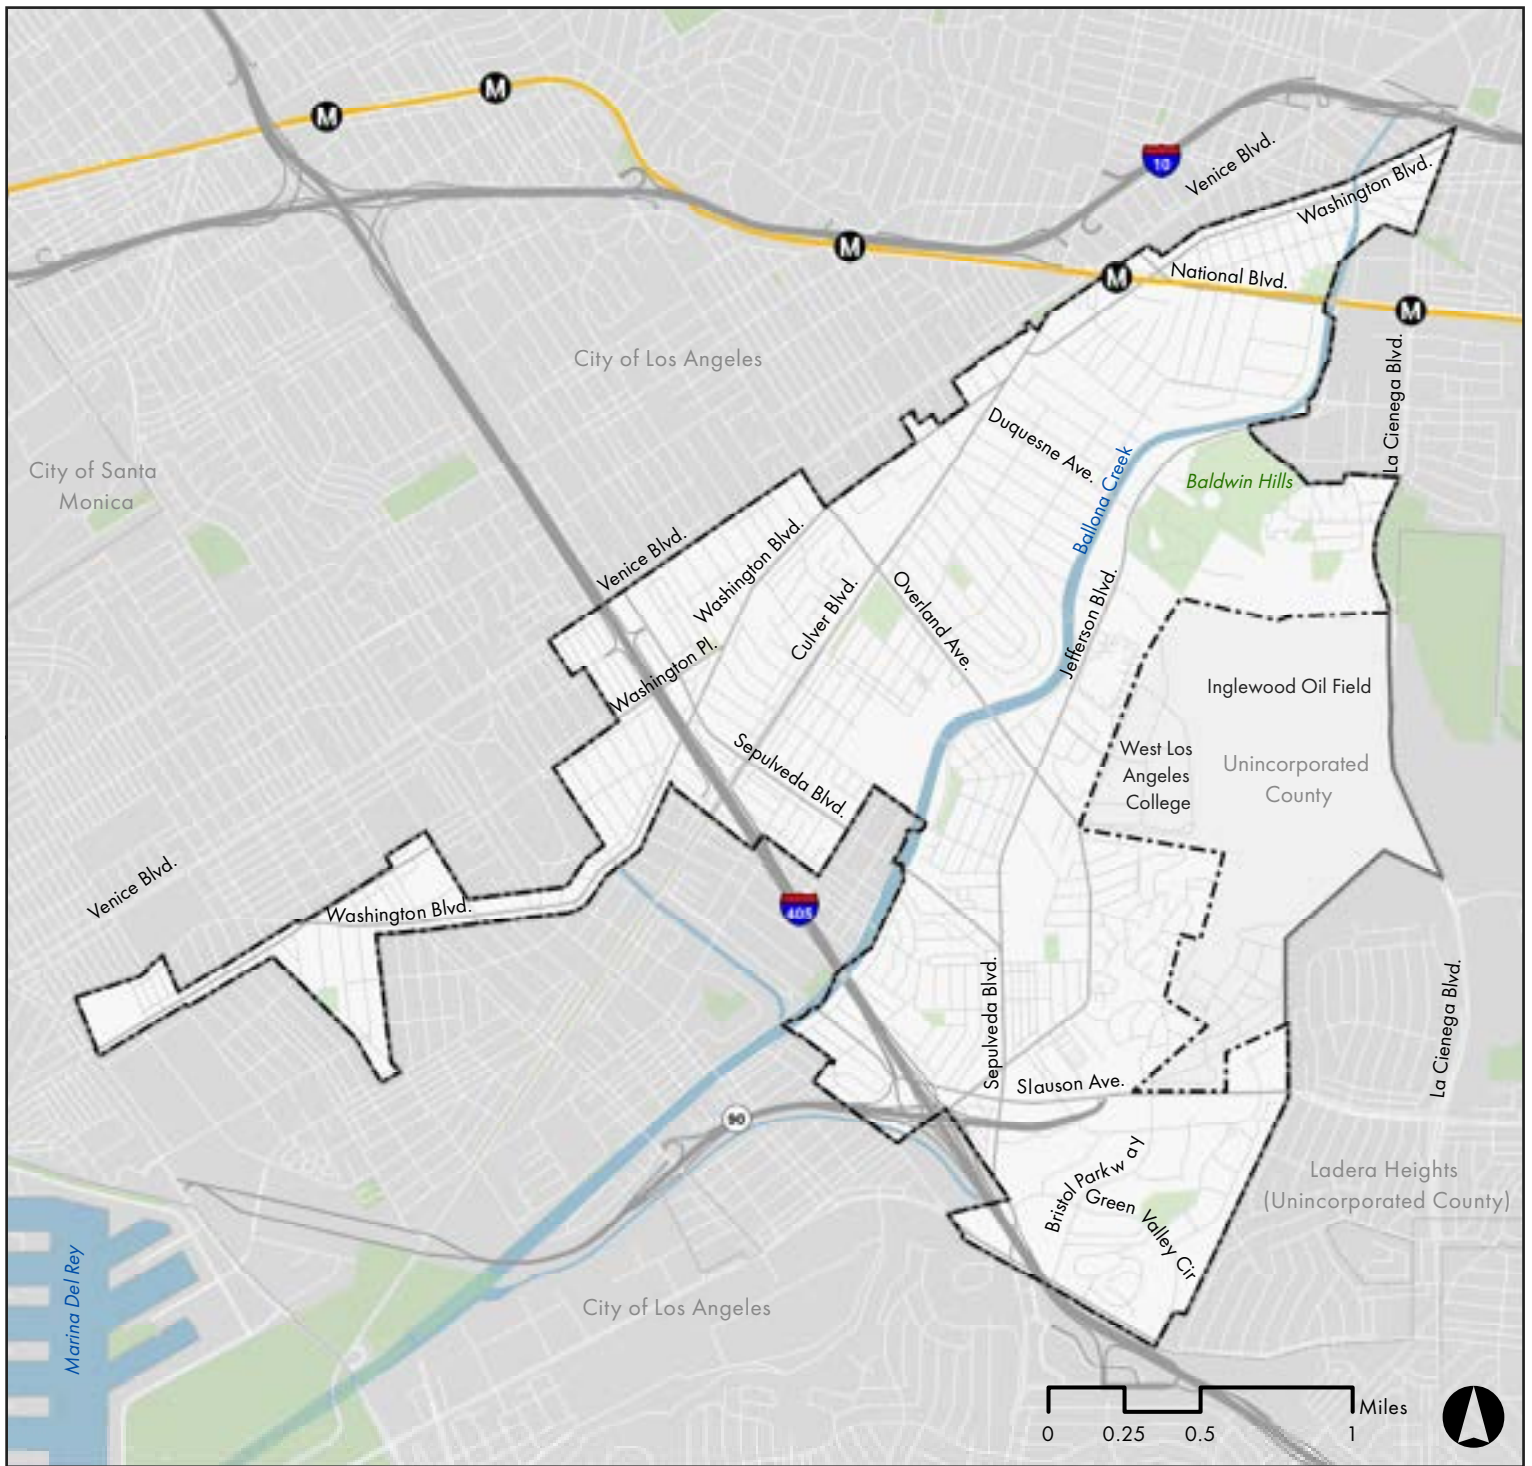 M
M
10
Venice Blvd.
Washington Blvd.
M
M
National Blvd.
M
City of Los Angeles
La Cienega Blvd.
Duquesne Ave.
Ballona Creek
Baldwin Hills
City of Santa
Monica
Venice Blvd.
Washington Blvd.
Culver Blvd.
Overland Ave.
Jefferson Blvd.
Washington Pl.
Inglewood Oil Field
Sepulveda Blvd.
West Los
Angeles
College
Unincorporated
County
Venice Blvd.
Washington Blvd.
405
Sepulveda Blvd.
La Cienega Blvd.
Slauson Ave.
90
Bristol Parkway
Green Valley Cir
Ladera Heights
(Unincorporated County)
Marina Del Rey
City of Los Angeles
Miles
0 0.25 0.5 1